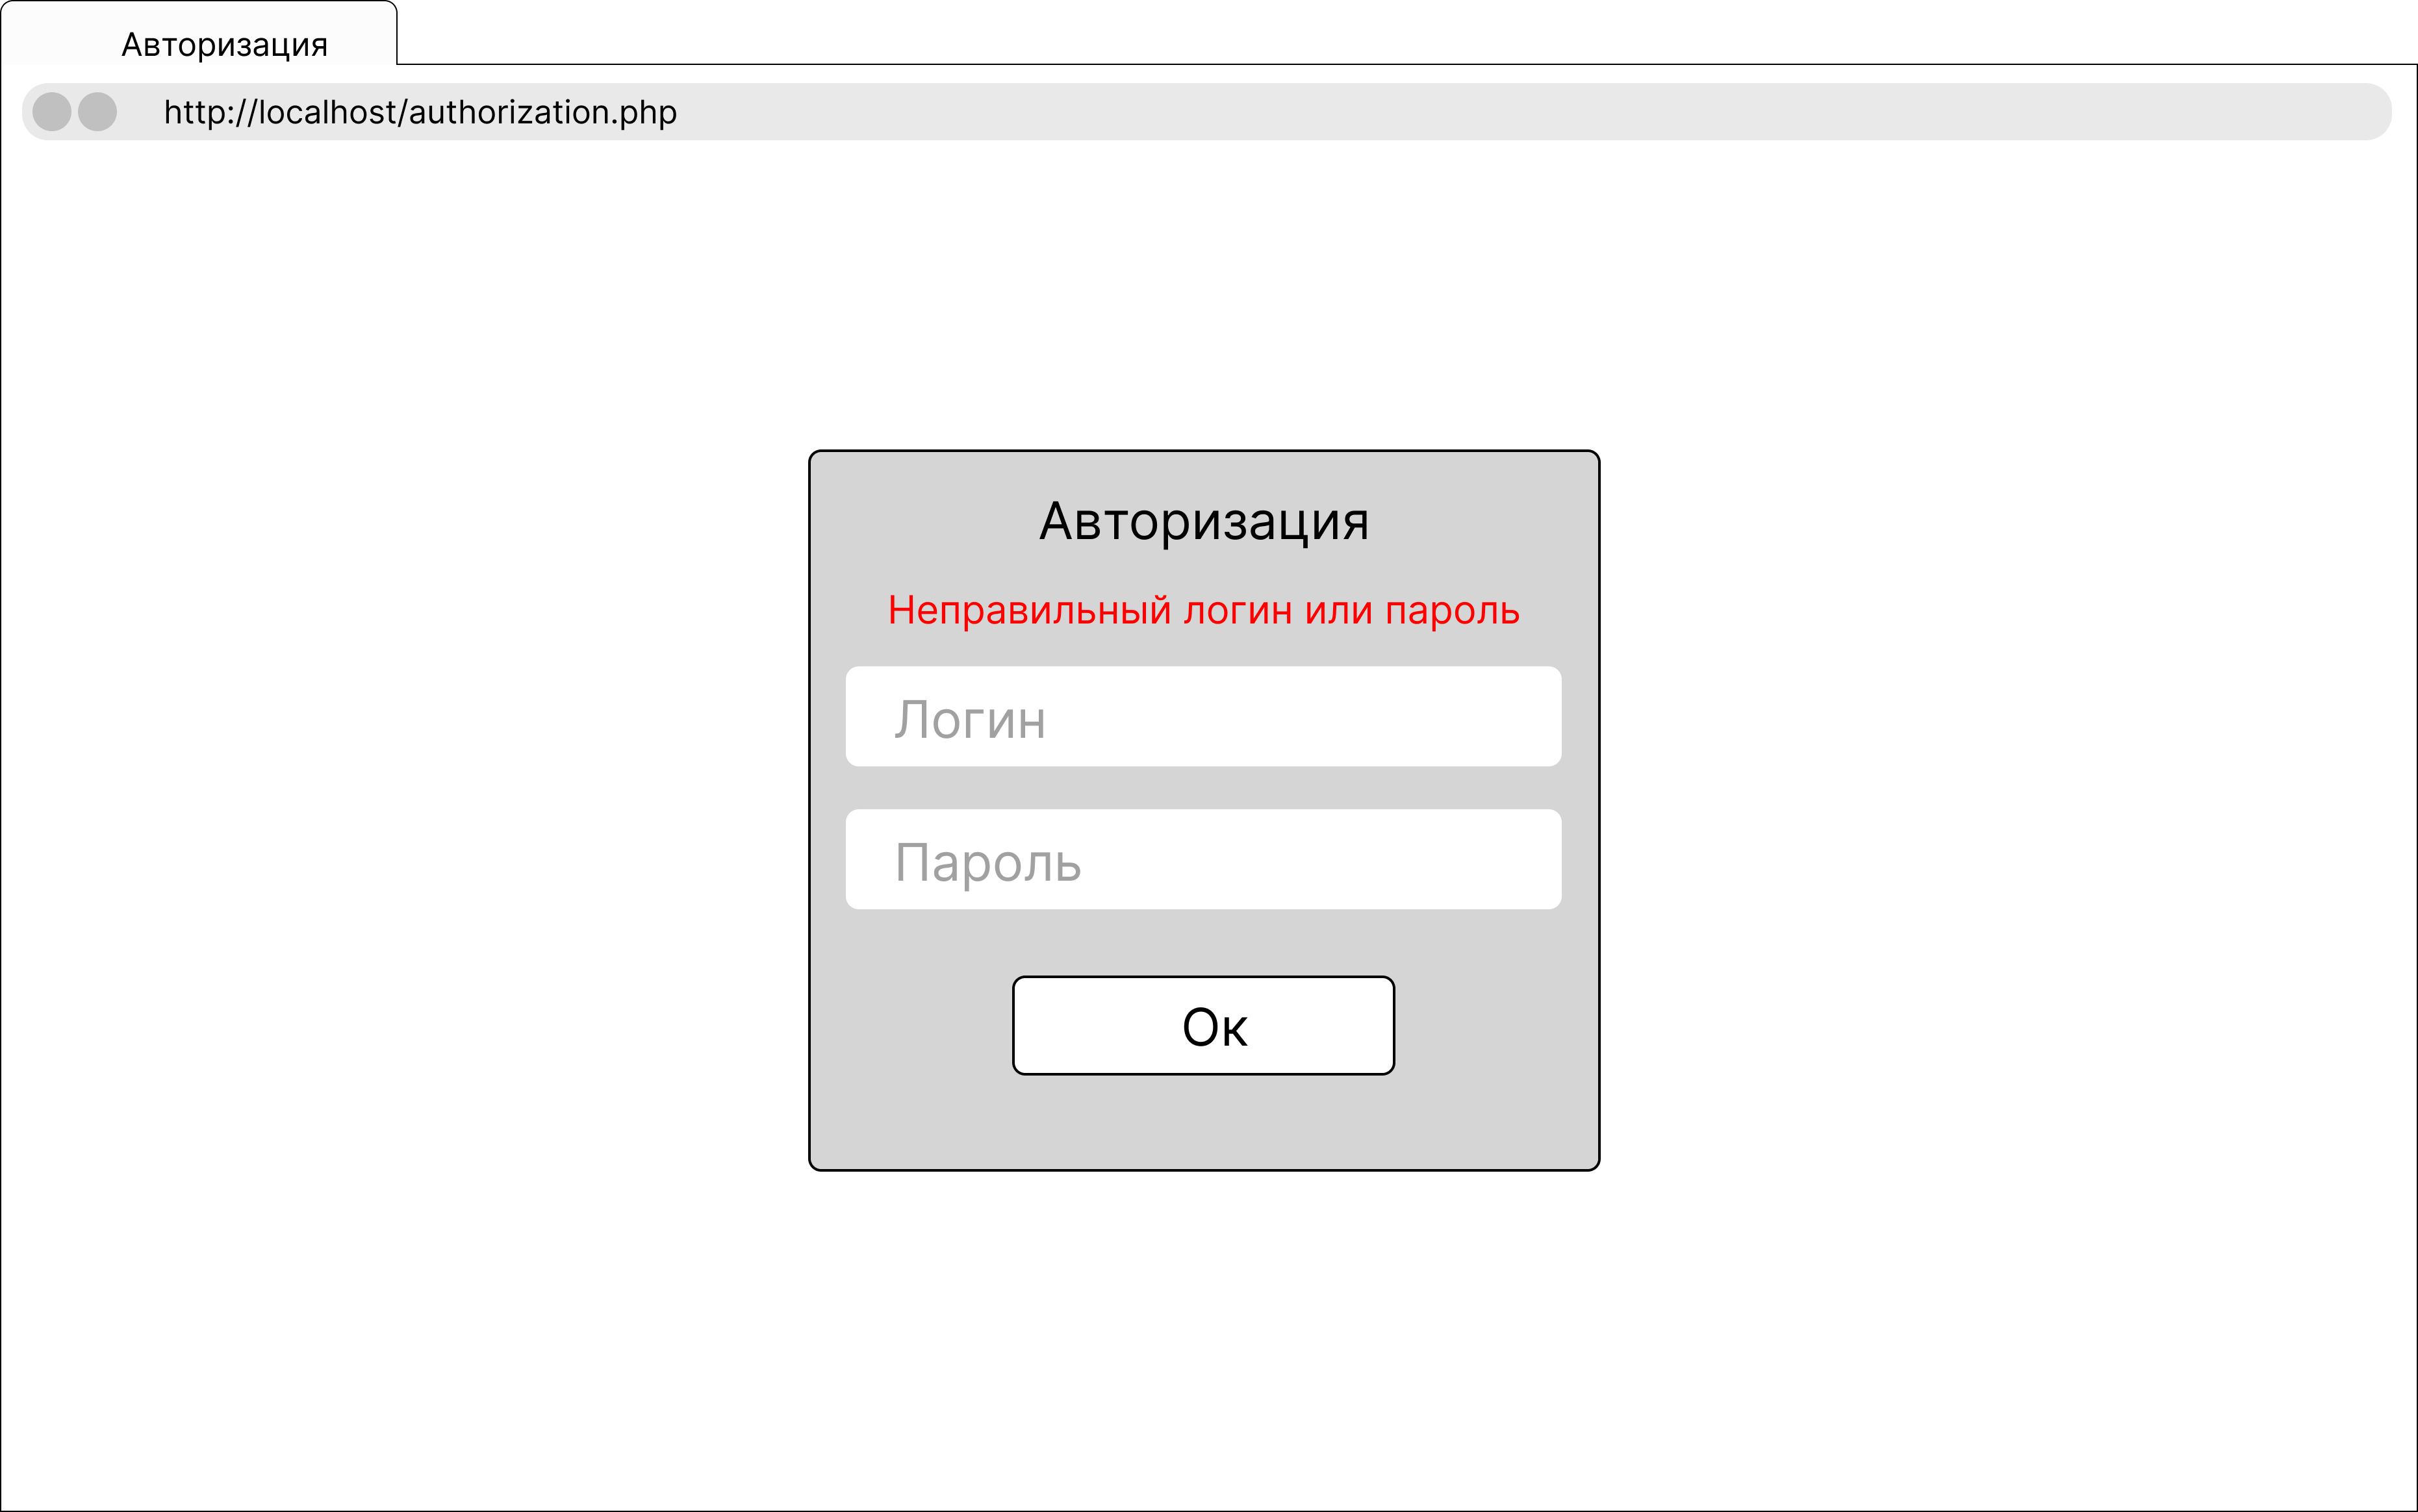 Авторизация
http://localhost/authorization.php
Авторизация
Неправильный логин или пароль
Логин
Пароль
Ок